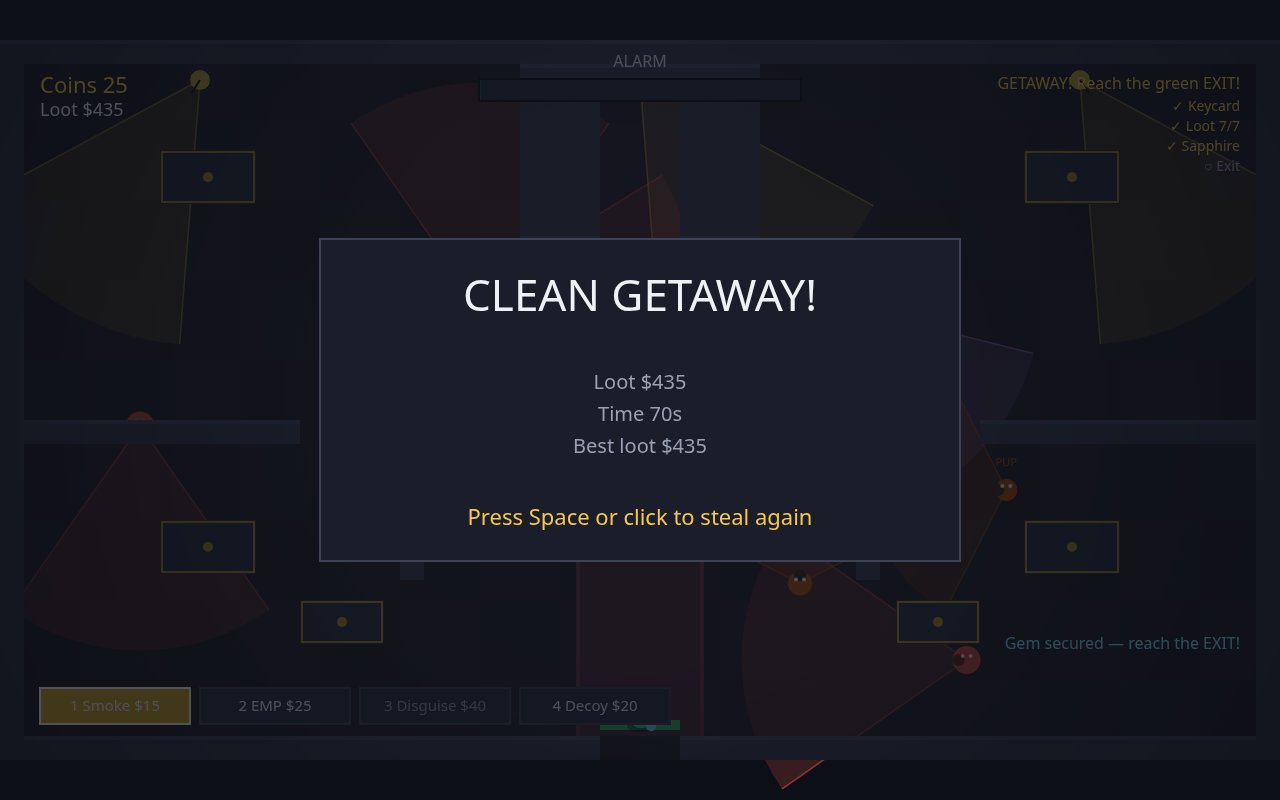 ALARM
Coins 25
Loot $435
GETAWAY! Reach the green EXIT!
✓ Keycard
✓ Loot 7/7
✓ Sapphire
○ Exit
CLEAN GETAWAY!
Loot $435
Time 70s
Best loot $435
Press Space or click to steal again
PUP
Gem secured — reach the EXIT!
1 Smoke $15
2 EMP $25
3 Disguise $40
4 Decoy $20